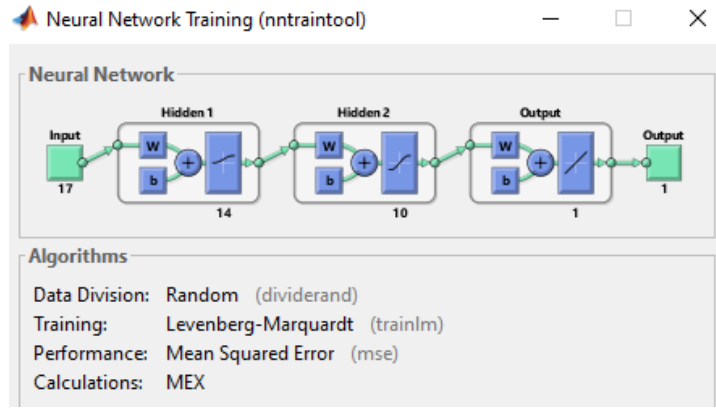 Neural Network Training (nntraintool)
Neural Network
Hidden 1 Hidden 2 Output
Input Output
W W W
b b b
+ + +
17 14 10 1 1
Algorithms
Data Division: Random (dividerand)
Training: Levenberg-Marquardt (trainlm)
Performance: Mean Squared Error (mse)
Calculations: MEX